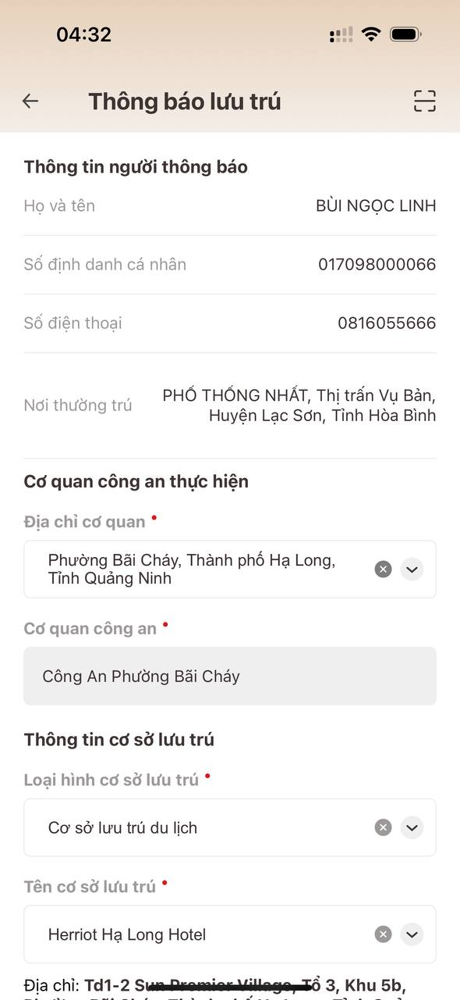 04:32
Thông báo lưu trú
Thông tin người thông báo
Họ và tên
BÙI NGỌC LINH
Số định danh cá nhân
017098000066
Số điện thoại
0816055666
Nơi thường trú
PHỐ THỐNG NHẤT, Thị trấn Vụ Bản,
Huyện Lạc Sơn, Tỉnh Hòa Bình
Cơ quan công an thực hiện
Địa chỉ cơ quan
Phường Bãi Cháy, Thành phố Hạ Long,
Tỉnh Quảng Ninh
Cơ quan công an
Công An Phường Bãi Cháy
Thông tin cơ sở lưu trú
Loại hình cơ sở lưu trú
Cơ sở lưu trú du lịch
Tên cơ sở lưu trú
Herriot Hạ Long Hotel
Địa chỉ: Td1-2 Sun Premier Village, Tổ 3, Khu 5b,